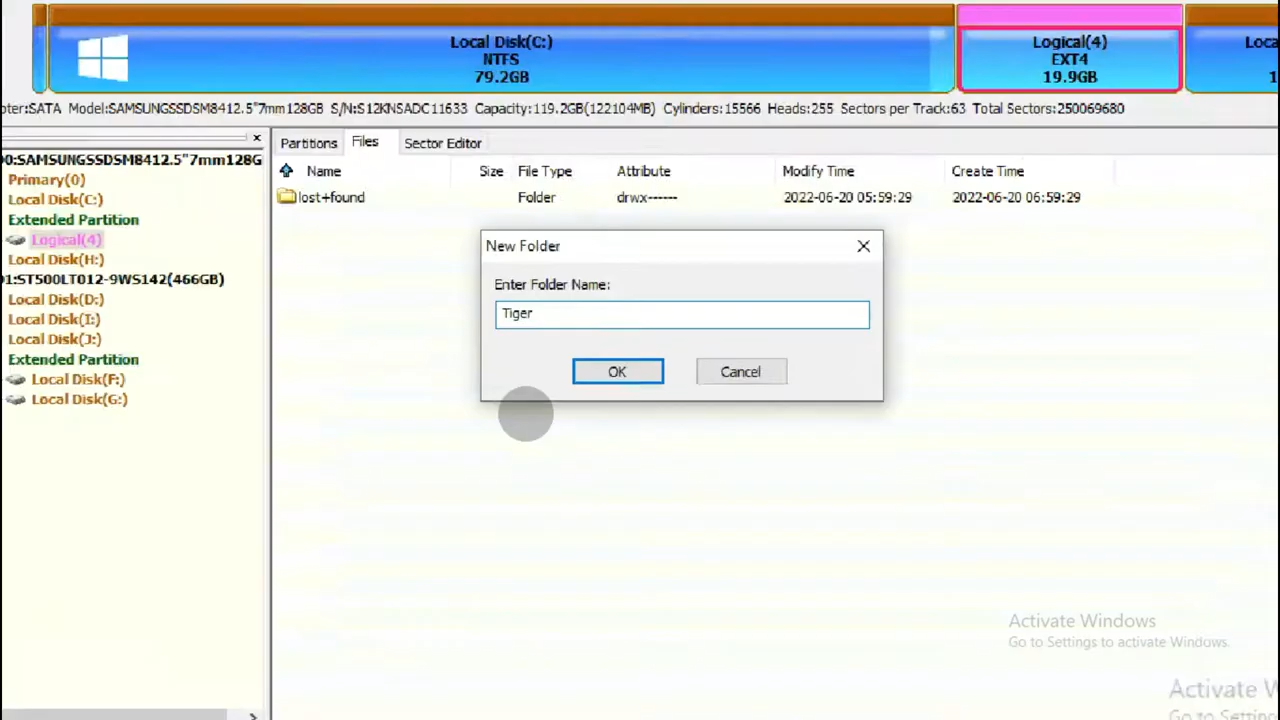 Local Disk(C:)
NTFS
79.2GB
Logical(4)
EXT4
19.9GB
pter:SATA Model:SAMSUNGSSDSM8412.5"7mm128GB S/N:S12KNSADC11633 Capacity:119.2GB(122104MB) Cylinders:15566 Heads:255 Sectors per Track:63 Total Sectors:250069680
0:SAMSUNGSSDSM8412.5"7mm128G
Primary(0)
Local Disk(C:)
Extended Partition
Logical(4)
Local Disk(H:)
1:ST500LT012-9WS142(466GB)
Local Disk(D:)
Local Disk(I:)
Local Disk(J:)
Extended Partition
Local Disk(F:)
Local Disk(G:)
Partitions Files Sector Editor
Name Size File Type Attribute Modify Time Create Time
lost+found Folder drwx------ 2022-06-20 05:59:29 2022-06-20 06:59:29
New Folder
Enter Folder Name:
Tiger
OK Cancel
Activate Windows
Go to Settings to activate Windows.
Activate
Go to